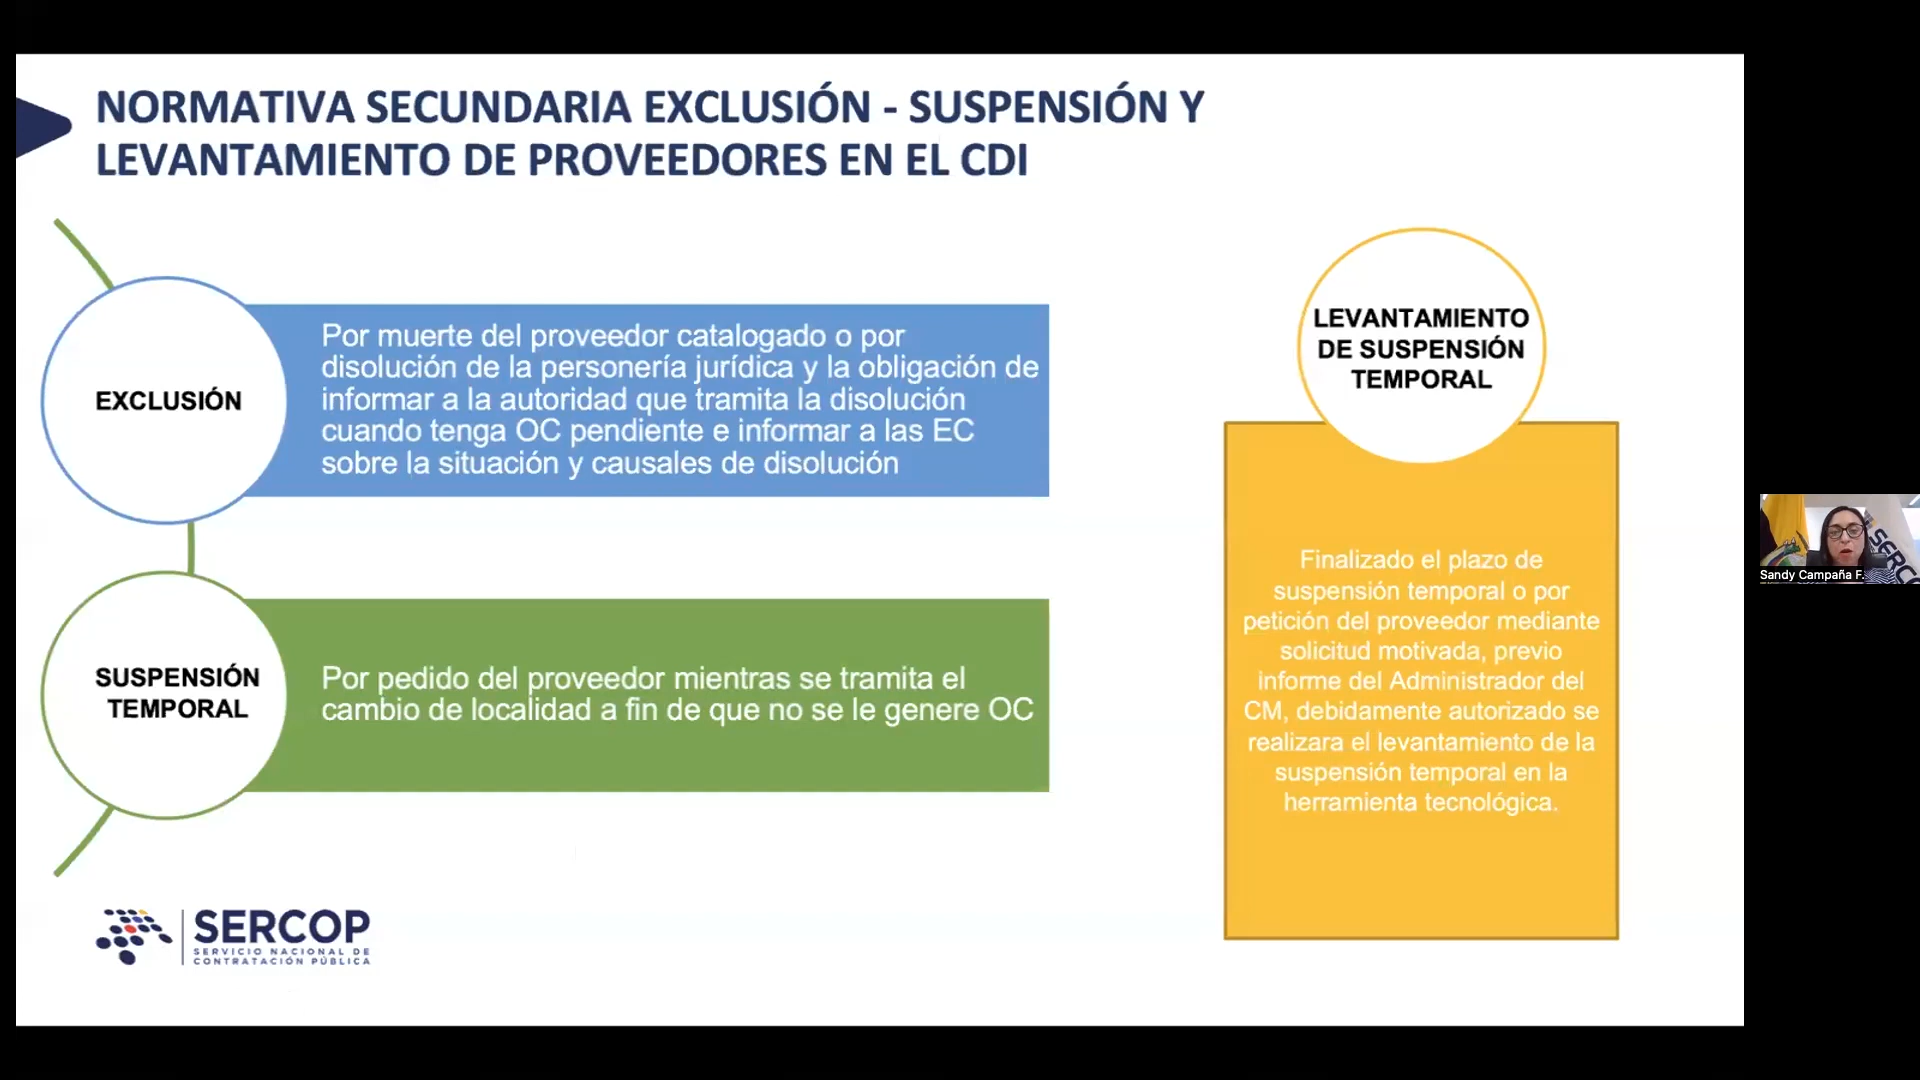 NORMATIVA SECUNDARIA EXCLUSIÓN - SUSPENSIÓN Y
LEVANTAMIENTO DE PROVEEDORES EN EL CDI
EXCLUSIÓN
Por muerte del proveedor catalogado o por
disolución de la personería jurídica y la obligación de
informar a la autoridad que tramita la disolución
cuando tenga OC pendiente e informar a las EC
sobre la situación y causales de disolución
SUSPENSIÓN
TEMPORAL
Por pedido del proveedor mientras se tramita el
cambio de localidad a fin de que no se le genere OC
LEVANTAMIENTO
DE SUSPENSIÓN
TEMPORAL
Finalizado el plazo de
suspensión temporal o por
petición del proveedor mediante
solicitud motivada, previo
informe del Administrador del
CM, debidamente autorizado se
realizara el levantamiento de la
suspensión temporal en la
herramienta tecnológica.
SERCOP
SERVICIO NACIONAL DE
CONTRATACIÓN PÚBLICA
SERC
Sandy Campaña F.